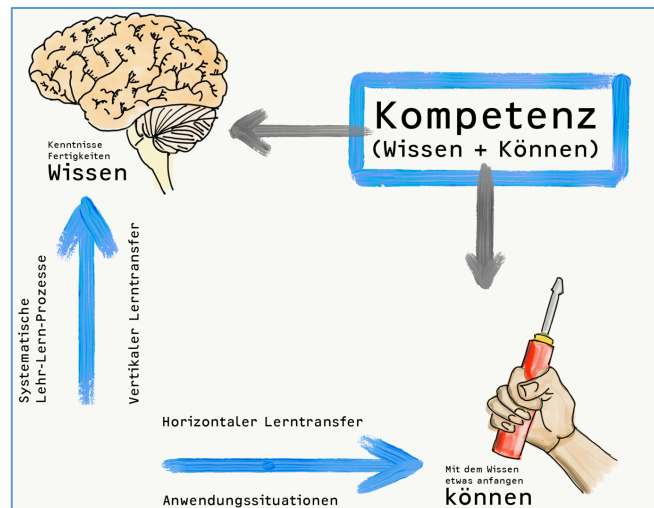 Kompetenz
(Wissen + Können)
Kenntnisse
Fertigkeiten
Wissen
Systematische
Lehr-Lern-Prozesse
Vertikaler Lerntransfer
Horizontaler Lerntransfer
Anwendungssituationen
Mit dem Wissen
etwas anfangen
können